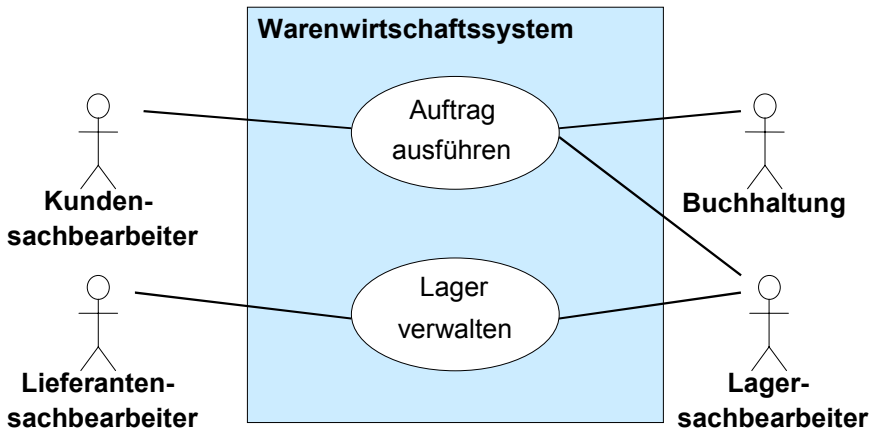 Warenwirtschaftssystem
Auftrag
ausführen
Kunden-
sachbearbeiter
Buchhaltung
Lager
verwalten
Lieferanten-
sachbearbeiter
Lager-
sachbearbeiter